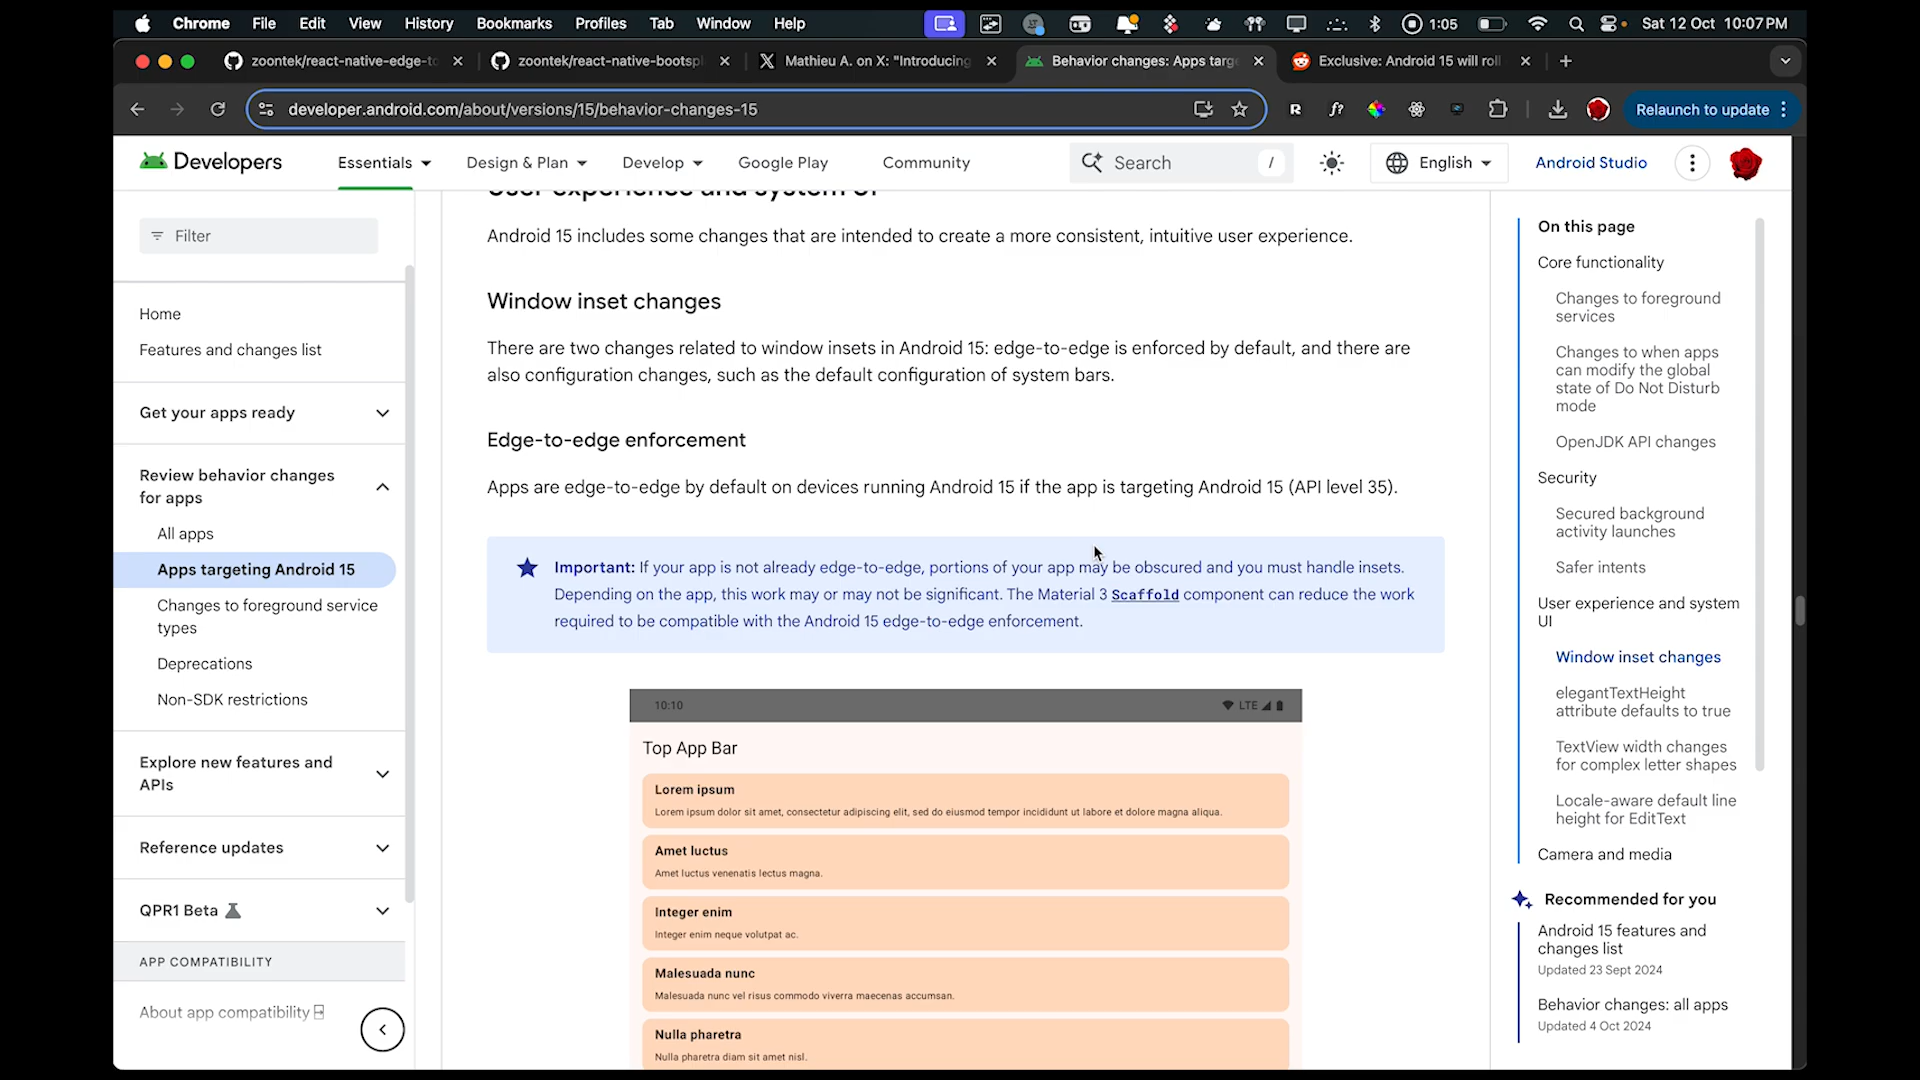 Chrome File Edit View History Bookmarks Profiles Tab Window Help 1:05 Sat 12 Oct 10:07 PM
zoontek/react-native-edge-to
zoontek/react-native-bootspl
Mathieu A. on X: "Introducing
Behavior changes: Apps targe
Exclusive: Android 15 will roll
developer.android.com/about/versions/15/behavior-changes-15
R
f?
Relaunch to update
Developers
Essentials
Design & Plan
Develop
Google Play
Community
Search
/
English
Android Studio
Filter
Home
Features and changes list
Get your apps ready
Review behavior changes
for apps
All apps
Apps targeting Android 15
Changes to foreground service
types
Deprecations
Non-SDK restrictions
Explore new features and
APIs
Reference updates
QPR1 Beta
APP COMPATIBILITY
About app compatibility
User experience and system UI
Android 15 includes some changes that are intended to create a more consistent, intuitive user experience.
Window inset changes
There are two changes related to window insets in Android 15: edge-to-edge is enforced by default, and there are
also configuration changes, such as the default configuration of system bars.
Edge-to-edge enforcement
Apps are edge-to-edge by default on devices running Android 15 if the app is targeting Android 15 (API level 35).
Important: If your app is not already edge-to-edge, portions of your app may be obscured and you must handle insets.
Depending on the app, this work may or may not be significant. The Material 3 Scaffold component can reduce the work
required to be compatible with the Android 15 edge-to-edge enforcement.
10:10 LTE
Top App Bar
Lorem ipsum
Lorem ipsum dolor sit amet, consectetur adipiscing elit, sed do eiusmod tempor incididunt ut labore et dolore magna aliqua.
Amet luctus
Amet luctus venenatis lectus magna.
Integer enim
Integer enim neque volutpat ac.
Malesuada nunc
Malesuada nunc vel risus commodo viverra maecenas accumsan.
Nulla pharetra
Nulla pharetra diam sit amet nisl.
On this page
Core functionality
Changes to foreground
services
Changes to when apps
can modify the global
state of Do Not Disturb
mode
OpenJDK API changes
Security
Secured background
activity launches
Safer intents
User experience and system
UI
Window inset changes
elegantTextHeight
attribute defaults to true
TextView width changes
for complex letter shapes
Locale-aware default line
height for EditText
Camera and media
Recommended for you
Android 15 features and
changes list
Updated 23 Sept 2024
Behavior changes: all apps
Updated 4 Oct 2024